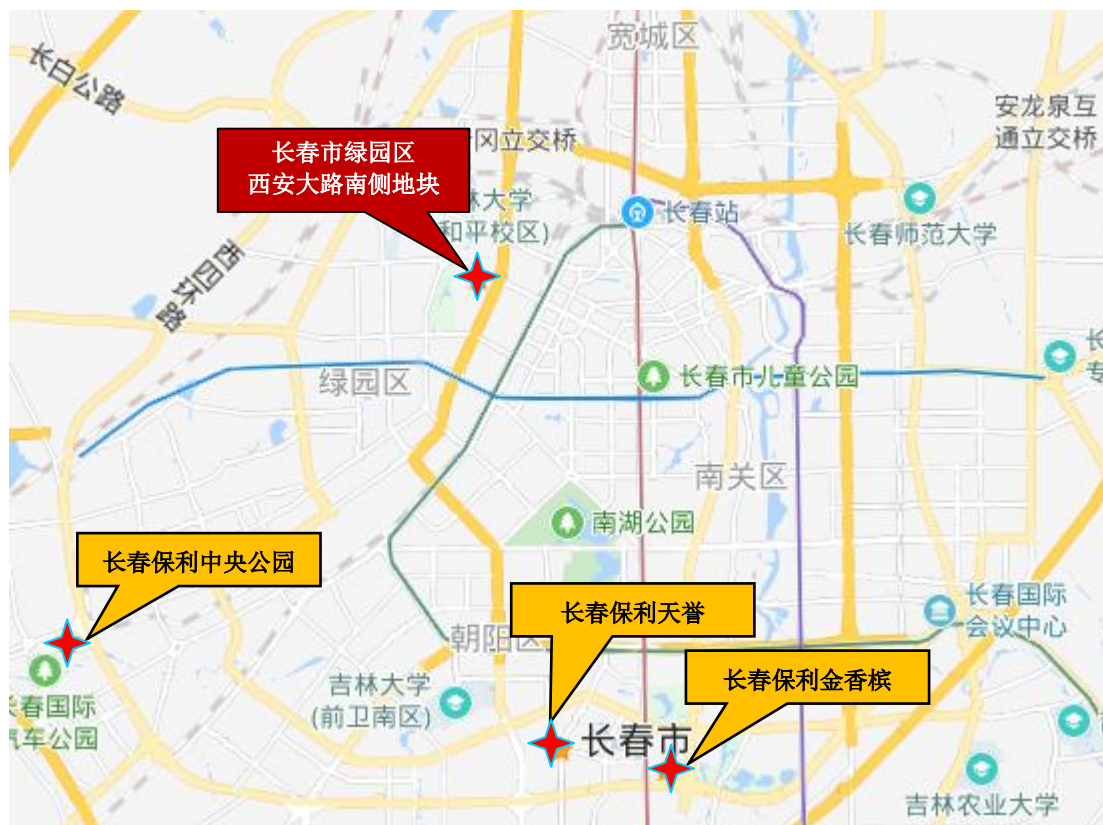 宽城区
长白公路
安龙泉互
通立交桥
长春市绿园区
西安大路南侧地块
冈立交桥
林大学
和平校区)
长春站
长春师范大学
西四环路
绿园区
长春市儿童公园
长
专
南关区
南湖公园
长春保利中央公园
长春国际
会议中心
长春保利天誉
朝阳区
长春保利金香槟
吉林大学
(前卫南区)
春国际
汽车公园
长春市
吉林农业大学